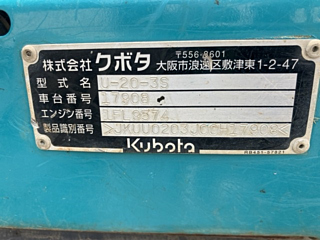 株式会社クボタ 〒556-8601
大阪市浪速区敷津東1-2-47
型式名 U-20-3S
車台番号 17908
エンジン番号
製品識別番号
Kubota